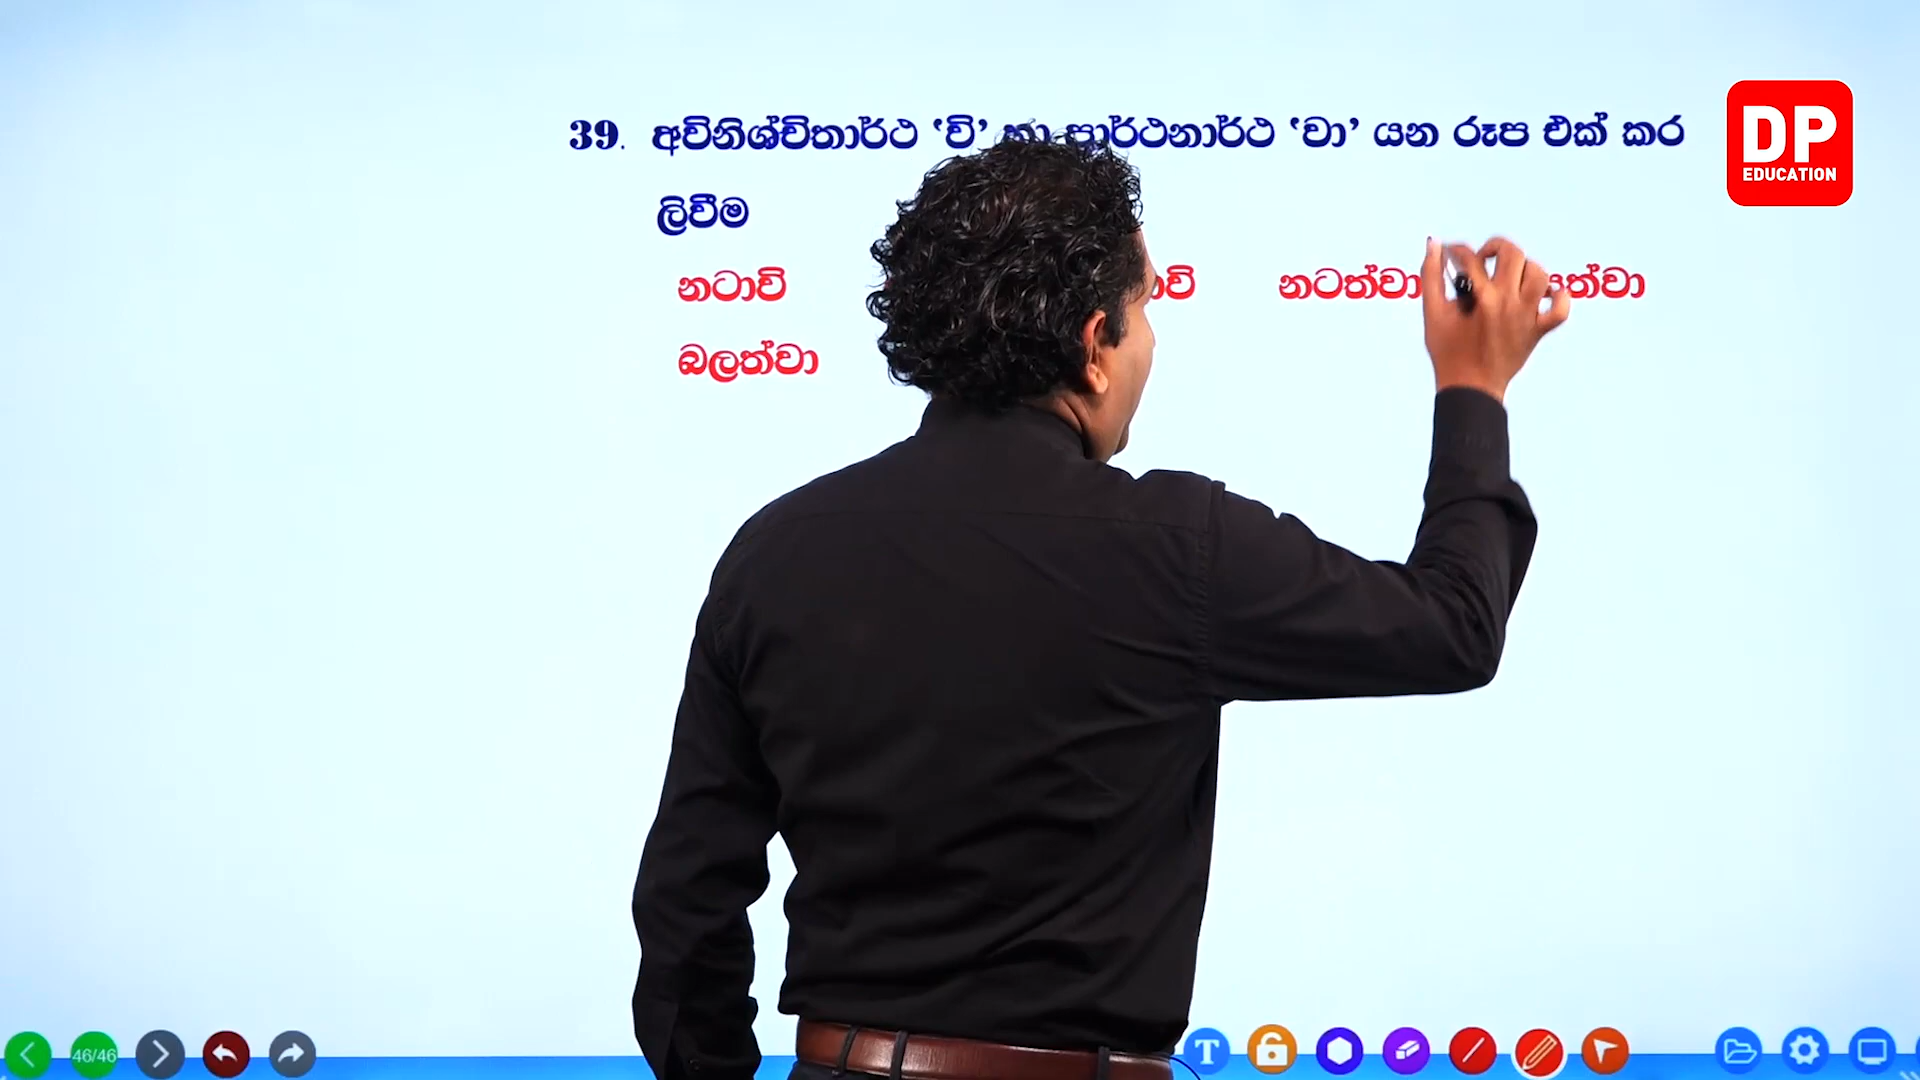 39. අවිනිශ්චිතාර්ථ ‘වි’ හා ප්‍රාර්ථනාර්ථ ‘වා’ යන රූප එක් කර
ලිවීම
නටාවි නටත්වා
බලත්වා
DP
EDUCATION
46/46
T